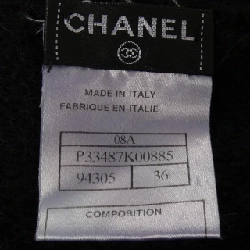 CHANEL
MADE IN ITALY
FABRIQUE EN ITALIE
08A
P33487K00885
94305 36
COMPOSITION